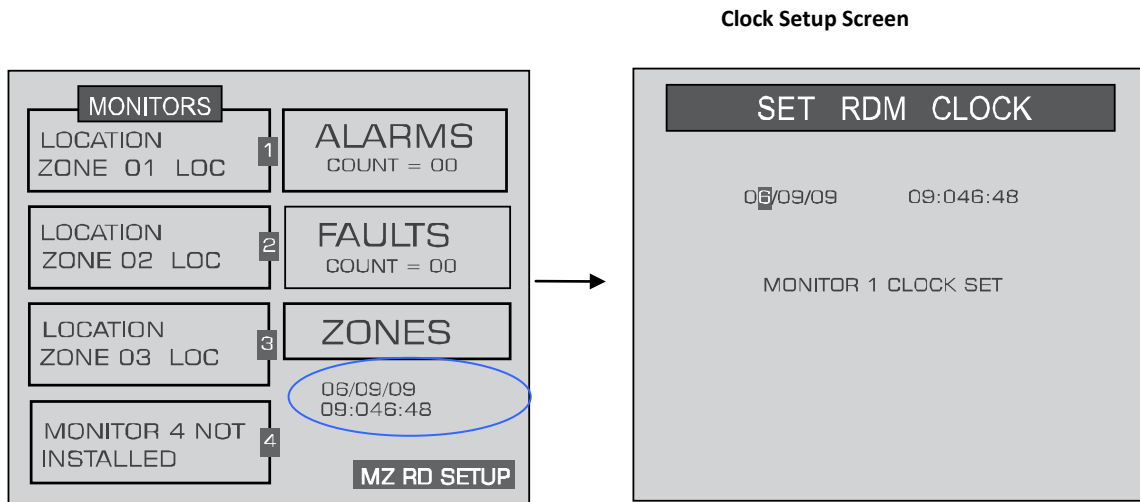 Clock Setup Screen
MONITORS
LOCATION
ZONE 01 LOC
1
ALARMS
COUNT = 00
LOCATION
ZONE 02 LOC
2
FAULTS
COUNT = 00
LOCATION
ZONE 03 LOC
3
ZONES
06/09/09
09:046:48
MONITOR 4 NOT
INSTALLED
4
MZ RD SETUP
SET RDM CLOCK
06/09/09 09:046:48
MONITOR 1 CLOCK SET